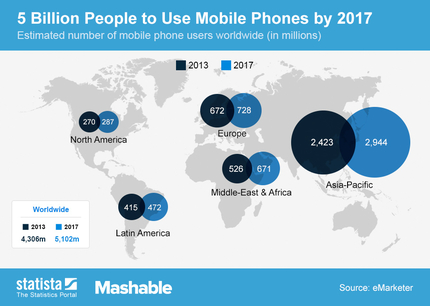 5 Billion People to Use Mobile Phones by 2017
Estimated number of mobile phone users worldwide (in millions)
2013 2017
270 287
North America
672 728
Europe
2,423 2,944
Asia-Pacific
526 671
Middle-East & Africa
415 472
Latin America
Worldwide
2013 2017
4,306m 5,102m
statista
The Statistics Portal
Mashable
Source: eMarketer